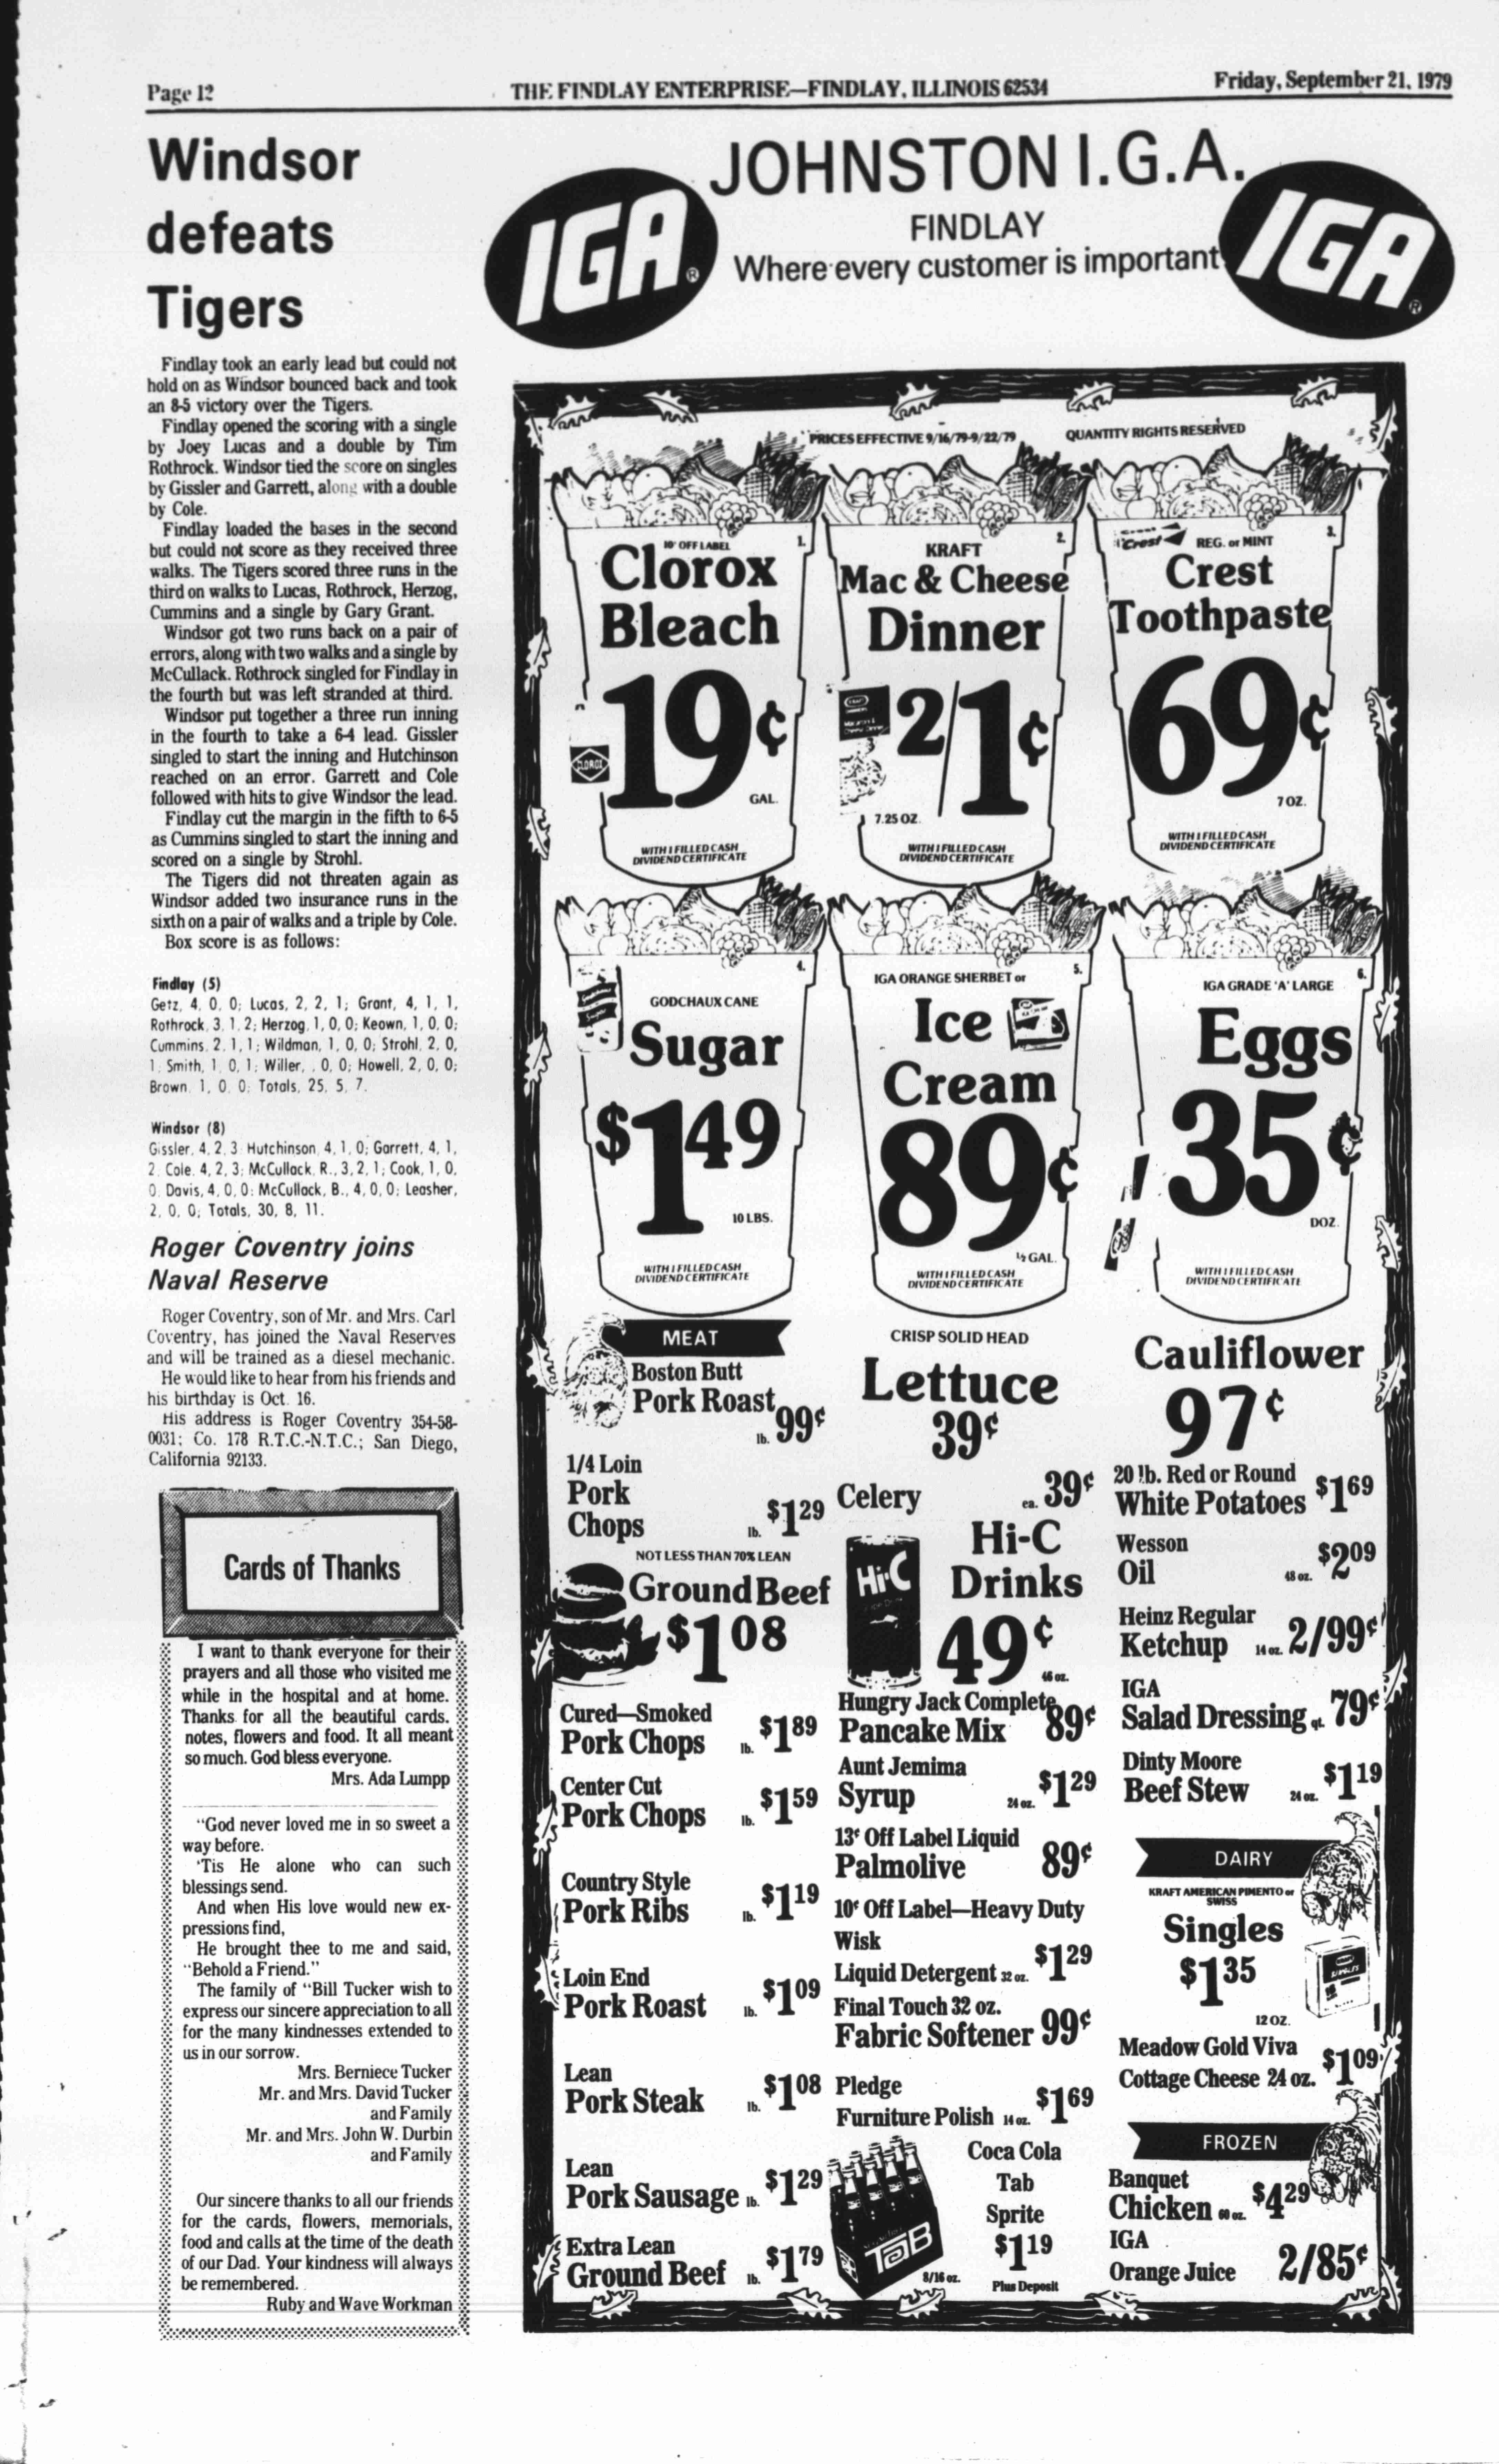 Page 12
THE FINDLAY ENTERPRISE—FINDLAY, ILLINOIS 62534
Friday, September 21, 1979
Windsor
defeats
Tigers
Findlay took an early lead but could not
hold on as Windsor bounced back and took
an 8-5 victory over the Tigers.
Findlay opened the scoring with a single
by Joey Lucas and a double by Tim
Rothrock. Windsor tied the score on singles
by Gissler and Garrett, along with a double
by Cole.
Findlay loaded the bases in the second
but could not score as they received three
walks. The Tigers scored three runs in the
third on walks to Lucas, Rothrock, Herzog,
Cummins and a single by Gary Grant.
Windsor got two runs back on a pair of
errors, along with two walks and a single by
McCullack. Rothrock singled for Findlay in
the fourth but was left stranded at third.
Windsor put together a three run inning
in the fourth to take a 6-4 lead. Gissler
singled to start the inning and Hutchinson
reached on an error. Garrett and Cole
followed with hits to give Windsor the lead.
Findlay cut the margin in the fifth to 6-5
as Cummins singled to start the inning and
scored on a single by Strohl.
The Tigers did not threaten again as
Windsor added two insurance runs in the
sixth on a pair of walks and a triple by Cole.
Box score is as follows:
Findlay (5)
Getz, 4, 0, 0; Lucas, 2, 2, 1; Grant, 4, 1, 1,
Rothrock, 3, 1, 2; Herzog, 1, 0, 0; Keown, 1, 0, 0;
Cummins, 2, 1, 1; Wildman, 1, 0, 0; Strohl, 2, 0,
1; Smith, 1, 0, 1; Willer, , 0, 0; Howell, 2, 0, 0;
Brown, 1, 0, 0; Totals, 25, 5, 7.
Windsor (8)
Gissler, 4, 2, 3; Hutchinson, 4, 1, 0; Garrett, 4, 1,
2; Cole, 4, 2, 3; McCullack, R., 3, 2, 1; Cook, 1, 0,
0; Davis, 4, 0, 0; McCullack, B., 4, 0, 0; Leasher,
2, 0, 0; Totals, 30, 8, 11.
Roger Coventry joins
Naval Reserve
Roger Coventry, son of Mr. and Mrs. Carl
Coventry, has joined the Naval Reserves
and will be trained as a diesel mechanic.
He would like to hear from his friends and
his birthday is Oct. 16.
His address is Roger Coventry 354-58-
0031; Co. 178 R.T.C.-N.T.C.; San Diego,
California 92133.
Cards of Thanks
I want to thank everyone for their
prayers and all those who visited me
while in the hospital and at home.
Thanks for all the beautiful cards.
notes, flowers and food. It all meant
so much. God bless everyone.
Mrs. Ada Lumpp
"God never loved me in so sweet a
way before.
'Tis He alone who can such
blessings send.
And when His love would new ex-
pressions find,
He brought thee to me and said,
"Behold a Friend."
The family of "Bill Tucker wish to
express our sincere appreciation to all
for the many kindnesses extended to
us in our sorrow.
Mrs. Berniece Tucker
Mr. and Mrs. David Tucker
and Family
Mr. and Mrs. John W. Durbin
and Family
Our sincere thanks to all our friends
for the cards, flowers, memorials,
food and calls at the time of the death
of our Dad. Your kindness will always
be remembered.
Ruby and Wave Workman
JOHNSTON I.G.A.
FINDLAY
Where every customer is important
IGA®
IGA®
PRICES EFFECTIVE 9/16/79-9/22/79
QUANTITY RIGHTS RESERVED
1.
10¢ OFF LABEL
Clorox
Bleach
CLOROX
19¢
GAL.
WITH 1 FILLED CASH
DIVIDEND CERTIFICATE
2.
KRAFT
Mac & Cheese
Dinner
2/1¢
7.25 OZ.
WITH 1 FILLED CASH
DIVIDEND CERTIFICATE
3.
Crest
REG. or MINT
Crest
Toothpaste
69¢
7 OZ.
WITH 1 FILLED CASH
DIVIDEND CERTIFICATE
4.
GODCHAUX CANE
Sugar
$1 49
10 LBS.
WITH 1 FILLED CASH
DIVIDEND CERTIFICATE
5.
IGA ORANGE SHERBET or
Ice
Cream
89¢
½ GAL.
WITH 1 FILLED CASH
DIVIDEND CERTIFICATE
6.
IGA GRADE 'A' LARGE
Eggs
35¢
DOZ.
WITH 1 FILLED CASH
DIVIDEND CERTIFICATE
MEAT
Boston Butt
Pork Roast
lb. 99¢
1/4 Loin
Pork
Chops
lb. $1 29
NOT LESS THAN 70% LEAN
Ground Beef
$1 08
Cured—Smoked
Pork Chops lb. $1 89
Center Cut
Pork Chops lb. $1 59
Country Style
Pork Ribs lb. $1 19
Loin End
Pork Roast lb. $1 09
Lean
Pork Steak lb. $1 08
Lean
Pork Sausage lb. $1 29
Extra Lean
Ground Beef lb. $1 79
CRISP SOLID HEAD
Lettuce
39¢
Celery ea. 39¢
Hi-C
Hi-C
Drinks
49¢
46 oz.
Hungry Jack Complete
Pancake Mix 89¢
Aunt Jemima
Syrup 24 oz. $1 29
13¢ Off Label Liquid
Palmolive 89¢
10¢ Off Label—Heavy Duty
Wisk
Liquid Detergent 32 oz. $1 29
Final Touch 32 oz.
Fabric Softener 99¢
Pledge
Furniture Polish 14 oz. $1 69
Coca Cola
Tab
Sprite
$1 19
Plus Deposit
TaB
8/16 oz.
Cauliflower
97¢
20 lb. Red or Round
White Potatoes $1 69
Wesson
Oil 48 oz. $2 09
Heinz Regular
Ketchup 14 oz. 2/99¢
IGA
Salad Dressing qt. 79¢
Dinty Moore
Beef Stew 24 oz. $1 19
DAIRY
KRAFT AMERICAN PIMENTO or
SWISS
Singles
$1 35
12 OZ.
Meadow Gold Viva
Cottage Cheese 24 oz. $1 09
FROZEN
Banquet
Chicken 60 oz. $4 29
IGA
Orange Juice 2/85¢